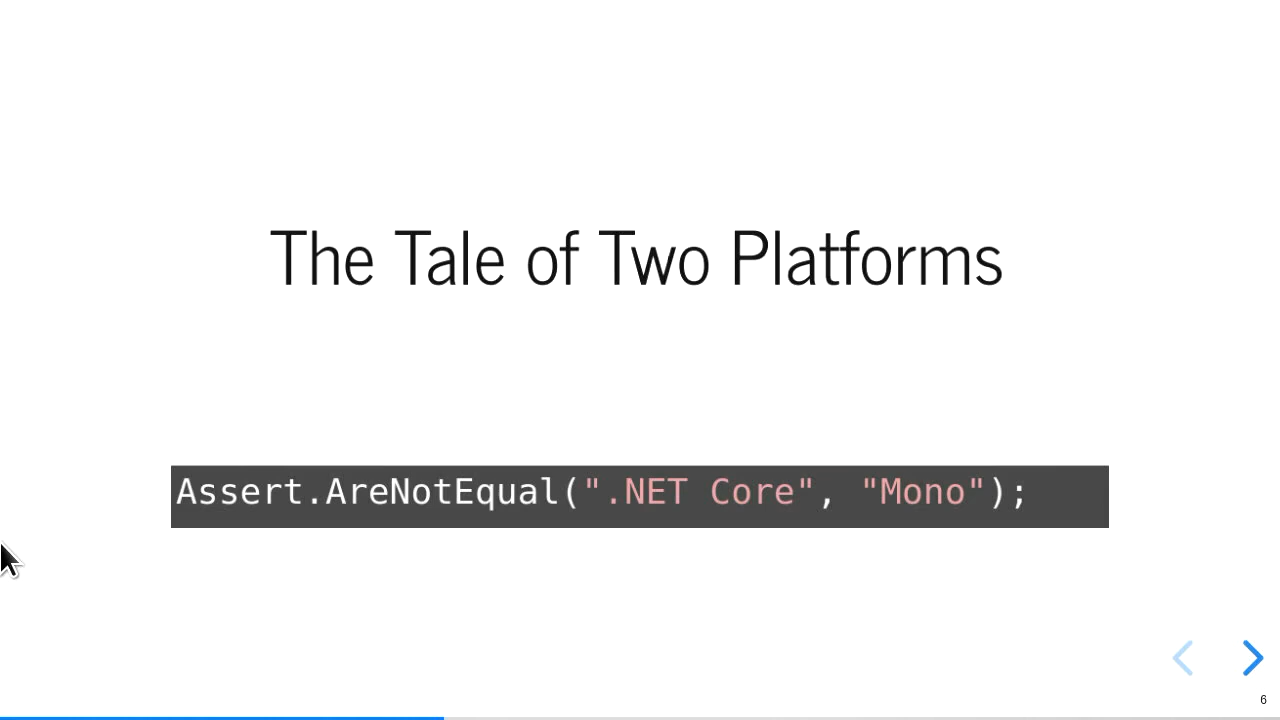 The Tale of Two Platforms
Assert.AreNotEqual(".NET Core", "Mono");
6